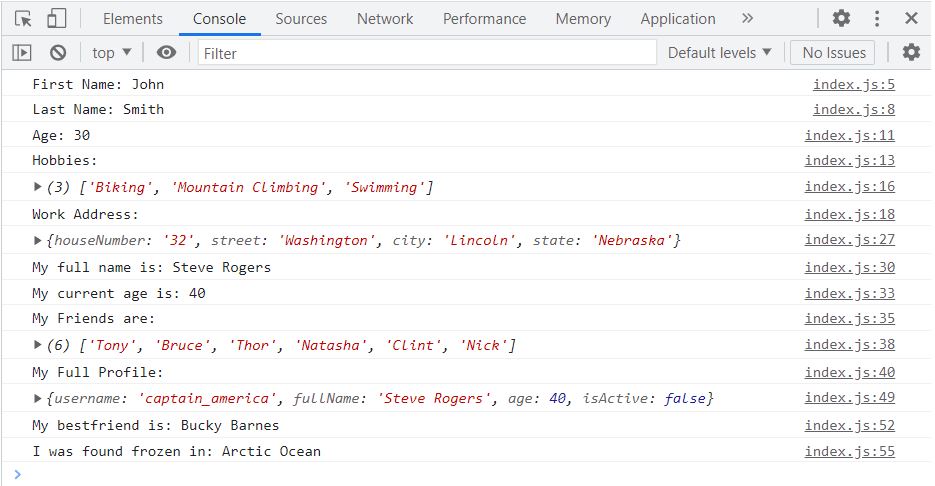 Elements Console Sources Network Performance Memory Application
top Filter Default levels No Issues
First Name: John index.js:5
Last Name: Smith index.js:8
Age: 30 index.js:11
Hobbies: index.js:13
(3) ['Biking', 'Mountain Climbing', 'Swimming'] index.js:16
Work Address: index.js:18
{houseNumber: '32', street: 'Washington', city: 'Lincoln', state: 'Nebraska'} index.js:27
My full name is: Steve Rogers index.js:30
My current age is: 40 index.js:33
My Friends are: index.js:35
(6) ['Tony', 'Bruce', 'Thor', 'Natasha', 'Clint', 'Nick'] index.js:38
My Full Profile: index.js:40
{username: 'captain_america', fullName: 'Steve Rogers', age: 40, isActive: false} index.js:49
My bestfriend is: Bucky Barnes index.js:52
I was found frozen in: Arctic Ocean index.js:55